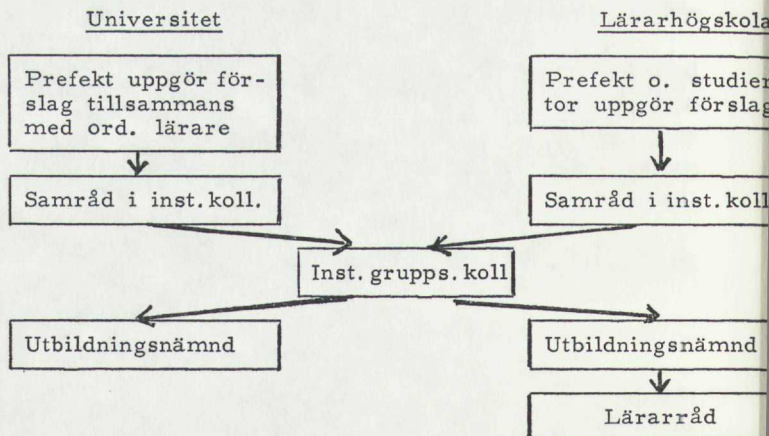 Universitet
Prefekt uppgör för-
slag tillsammans
med ord. lärare
Samråd i inst.koll.
Lärarhögskola
Prefekt o. studier
tor uppgör förslag
Samråd i inst.koll
Inst.grupps.koll
Utbildningsnämnd
Utbildningsnämnd
Lärarråd